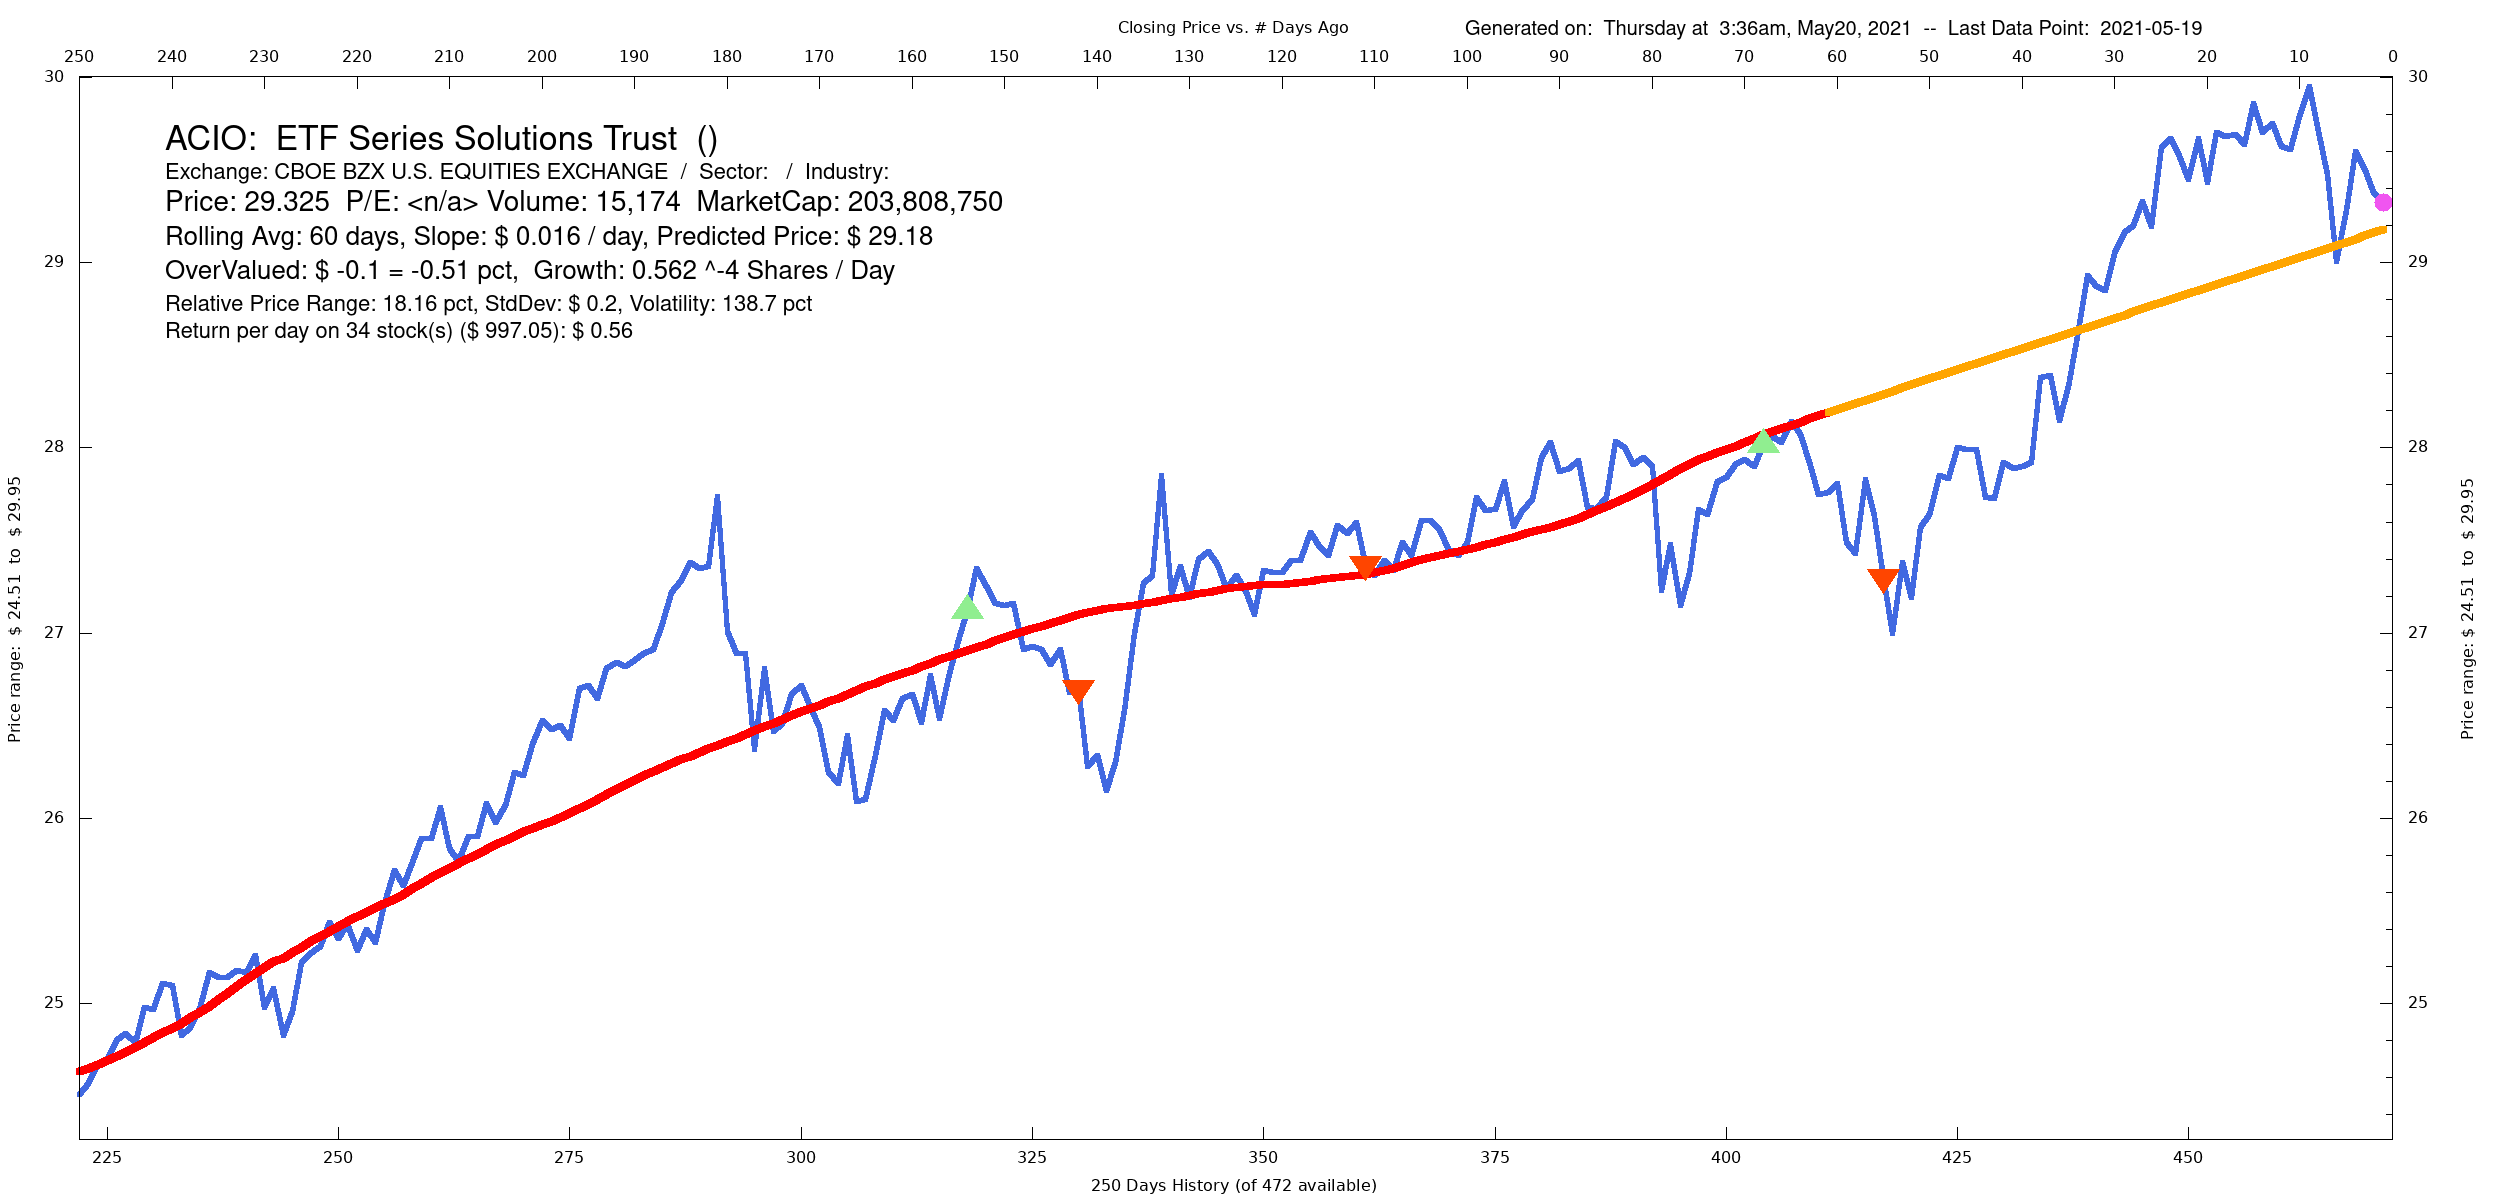 Closing Price vs. # Days Ago
Generated on:  Thursday at  3:36am, May20, 2021  --  Last Data Point:  2021-05-19
250 240 230 220 210 200 190 180 170 160 150 140 130 120 110 100 90 80 70 60 50 40 30 20 10 0
30 30
ACIO:  ETF Series Solutions Trust  ()
Exchange: CBOE BZX U.S. EQUITIES EXCHANGE  /  Sector:   /  Industry:
Price: 29.325  P/E: <n/a> Volume: 15,174  MarketCap: 203,808,750
Rolling Avg: 60 days, Slope: $ 0.016 / day, Predicted Price: $ 29.18
29 29
OverValued: $ -0.1 = -0.51 pct,  Growth: 0.562 ^-4 Shares / Day
Relative Price Range: 18.16 pct, StdDev: $ 0.2, Volatility: 138.7 pct
Return per day on 34 stock(s) ($ 997.05): $ 0.56
28 28
Price range: $ 24.51  to  $ 29.95
Price range: $ 24.51  to  $ 29.95
27 27
26 26
25 25
225 250 275 300 325 350 375 400 425 450
250 Days History (of 472 available)